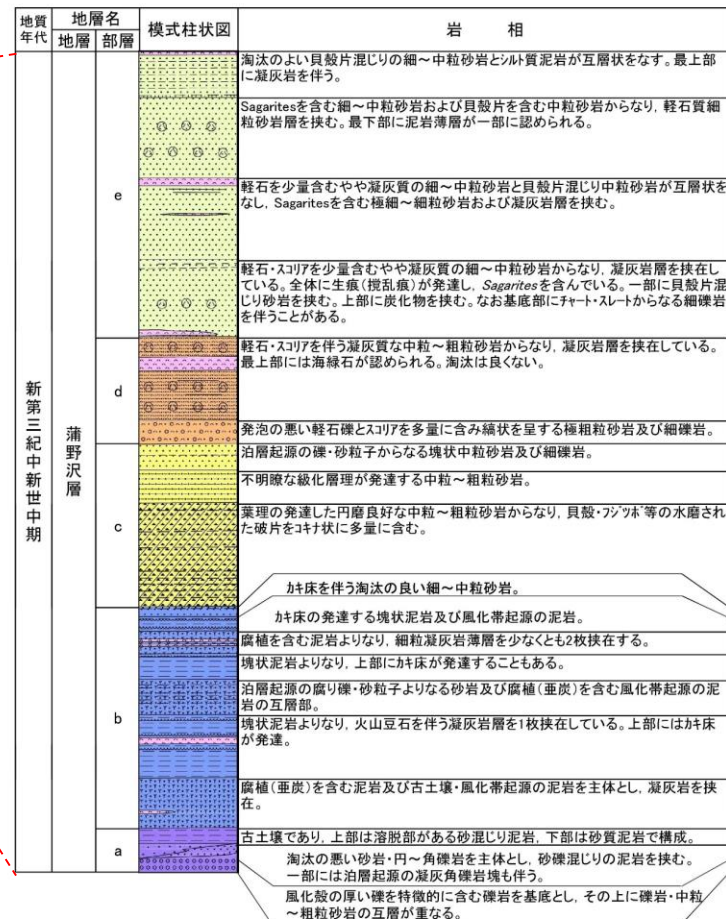 地質年代 地層名 模式柱状図 岩　　相
地層 部層
新第三紀中新世中期
蒲野沢層
e
淘汰のよい貝殻片混じりの細～中粒砂岩とシルト質泥岩が互層状をなす。最上部
に凝灰岩を伴う。
Sagaritesを含む細～中粒砂岩および貝殻片を含む中粒砂岩からなり，軽石質細
粒砂岩層を挟む。最下部に泥岩薄層が一部に認められる。
軽石を少量含むやや凝灰質の細～中粒砂岩と貝殻片混じり中粒砂岩が互層状を
なし，Sagaritesを含む極細～細粒砂岩および凝灰岩層を挟む。
軽石・スコリアを少量含むやや凝灰質の細～中粒砂岩からなり，凝灰岩層を挟在し
ている。全体に生痕(撹乱痕)が発達し，Sagaritesを含んでいる。一部に貝殻片混
じり砂岩を挟む。上部に炭化物を挟む。なお基底部にチャート・スレートからなる細礫岩
を伴うことがある。
d
軽石・スコリアを伴う凝灰質な中粒～粗粒砂岩からなり，凝灰岩層を挟在している。
最上部には海緑石が認められる。淘汰は良くない。
発泡の悪い軽石礫とスコリアを多量に含み縞状を呈する極粗粒砂岩及び細礫岩。
c
泊層起源の礫・砂粒子からなる塊状中粒砂岩及び細礫岩。
不明瞭な級化層理が発達する中粒～粗粒砂岩。
葉理の発達した円磨良好な中粒～粗粒砂岩からなり，貝殻・フジツボ等の水磨され
た破片をコキナ状に多量に含む。
カキ床を伴う淘汰の良い細～中粒砂岩。
b
カキ床の発達する塊状泥岩及び風化帯起源の泥岩。
腐植を含む泥岩よりなり，細粒凝灰岩薄層を少なくとも2枚挟在する。
塊状泥岩よりなり，上部にカキ床が発達することもある。
泊層起源の腐り礫・砂粒子よりなる砂岩及び腐植(亜炭)を含む風化帯起源の泥
岩の互層部。
塊状泥岩よりなり，火山豆石を伴う凝灰岩層を1枚挟在している。上部にはカキ床
が発達。
腐植(亜炭)を含む泥岩及び古土壌・風化帯起源の泥岩を主体とし，凝灰岩を挟
在。
a
古土壌であり，上部は溶脱部がある砂混じり泥岩，下部は砂質泥岩で構成。
淘汰の悪い砂岩・円～角礫岩を主体とし，砂礫混じりの泥岩を挟む。
一部には泊層起源の凝灰角礫岩塊も伴う。
風化殻の厚い礫を特徴的に含む礫岩を基底とし，その上に礫岩・中粒
～粗粒砂岩の互層が重なる。